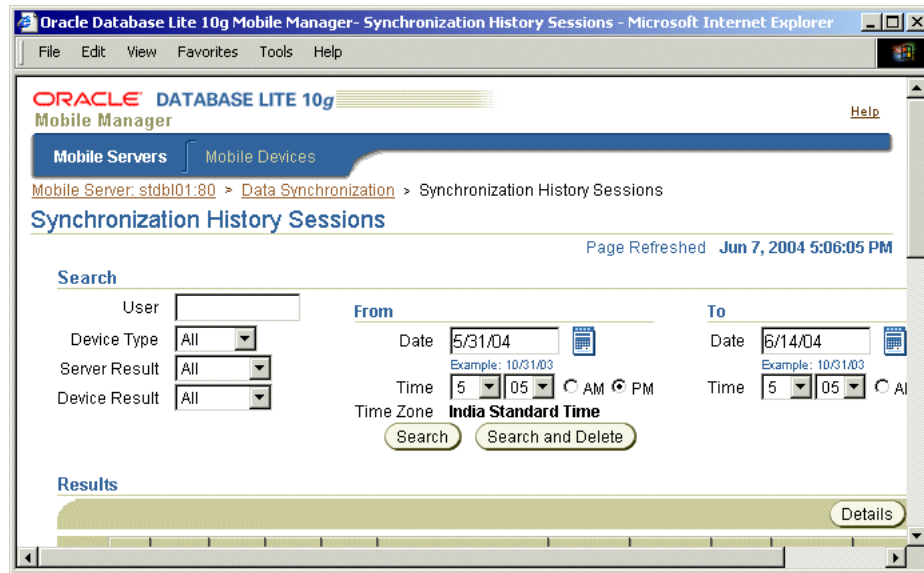 Oracle Database Lite 10g Mobile Manager- Synchronization History Sessions - Microsoft Internet Explorer
File Edit View Favorites Tools Help
ORACLE DATABASE LITE 10g
Mobile Manager
Help
Mobile Servers Mobile Devices
Mobile Server: stdbl01:80 > Data Synchronization > Synchronization History Sessions
Synchronization History Sessions
Page Refreshed Jun 7, 2004 5:06:05 PM
Search
User
Device Type All
Server Result All
Device Result All
From
Date 5/31/04
Example: 10/31/03
Time 5 05 AM PM
Time Zone India Standard Time
To
Date 6/14/04
Example: 10/31/03
Time 5 05 A
Search Search and Delete
Results
Details